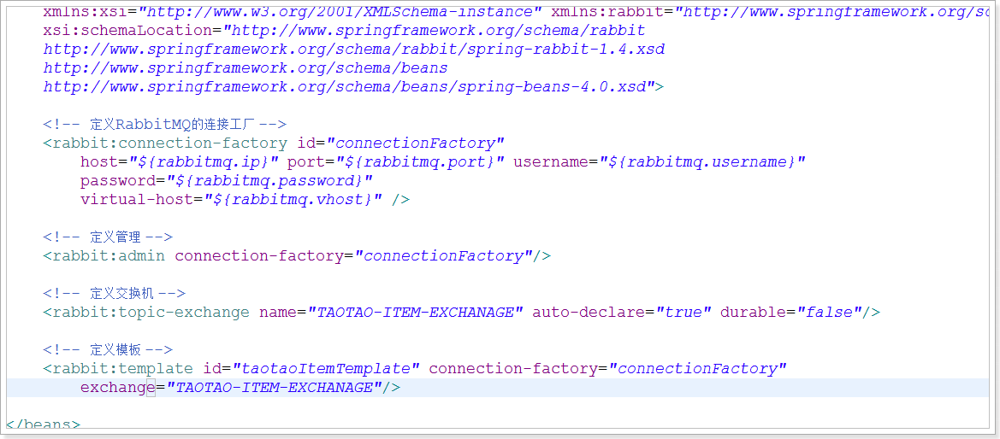 xmlns:xsi="http://www.w3.org/2001/XMLSchema-instance" xmlns:rabbit="http://www.springframework.org/sc
xsi:schemaLocation="http://www.springframework.org/schema/rabbit
http://www.springframework.org/schema/rabbit/spring-rabbit-1.4.xsd
http://www.springframework.org/schema/beans
http://www.springframework.org/schema/beans/spring-beans-4.0.xsd">
<!-- 定义RabbitMQ的连接工厂 -->
<rabbit:connection-factory id="connectionFactory"
host="${rabbitmq.ip}" port="${rabbitmq.port}" username="${rabbitmq.username}"
password="${rabbitmq.password}"
virtual-host="${rabbitmq.vhost}" />
<!-- 定义管理 -->
<rabbit:admin connection-factory="connectionFactory"/>
<!-- 定义交换机 -->
<rabbit:topic-exchange name="TAOTAO-ITEM-EXCHANAGE" auto-declare="true" durable="false"/>
<!-- 定义模板 -->
<rabbit:template id="taotaoItemTemplate" connection-factory="connectionFactory"
exchange="TAOTAO-ITEM-EXCHANAGE"/>
</beans>